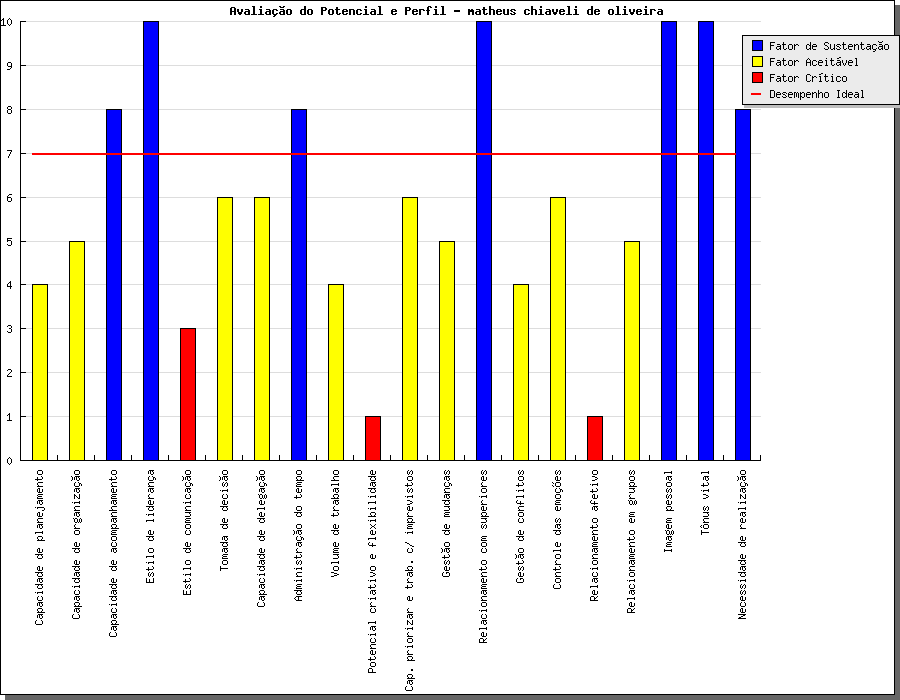 Avaliação do Potencial e Perfil - matheus chiaveli de oliveira
Fator de Sustentação
Fator Aceitável
Fator Crítico
Desempenho Ideal
10
9
8
7
6
5
4
3
2
1
0
Capacidade de planejamento
Capacidade de organização
Capacidade de acompanhamento
Estilo de liderança
Estilo de comunicação
Tomada de decisão
Capacidade de delegação
Administração do tempo
Volume de trabalho
Potencial criativo e flexibilidade
Cap. priorizar e trab. c/ imprevistos
Gestão de mudanças
Relacionamento com superiores
Gestão de conflitos
Controle das emoções
Relacionamento afetivo
Relacionamento em grupos
Imagem pessoal
Tônus vital
Necessidade de realização